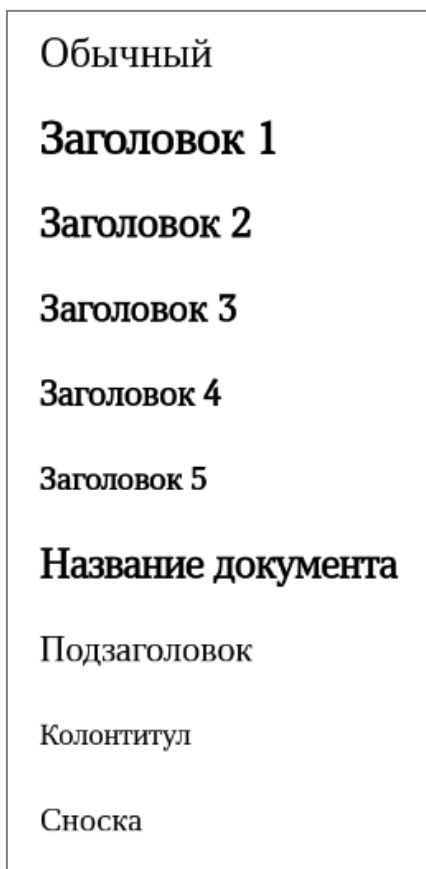 Обычный
Заголовок 1
Заголовок 2
Заголовок 3
Заголовок 4
Заголовок 5
Название документа
Подзаголовок
Колонтитул
Сноска